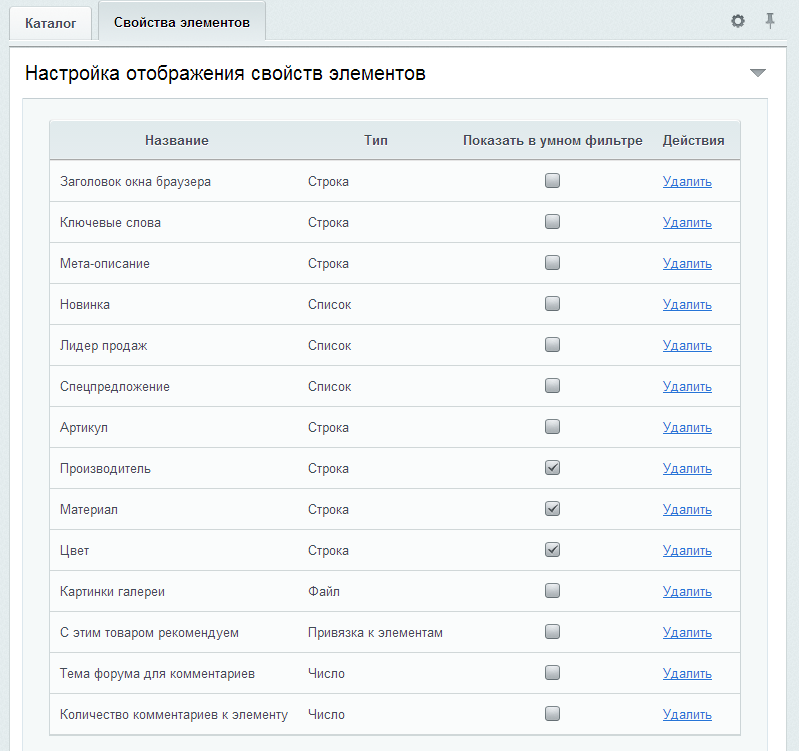 Каталог Свойства элементов
Настройка отображения свойств элементов
Название Тип Показать в умном фильтре Действия
Заголовок окна браузера Строка Удалить
Ключевые слова Строка Удалить
Мета-описание Строка Удалить
Новинка Список Удалить
Лидер продаж Список Удалить
Спецпредложение Список Удалить
Артикул Строка Удалить
Производитель Строка Удалить
Материал Строка Удалить
Цвет Строка Удалить
Картинки галереи Файл Удалить
С этим товаром рекомендуем Привязка к элементам Удалить
Тема форума для комментариев Число Удалить
Количество комментариев к элементу Число Удалить